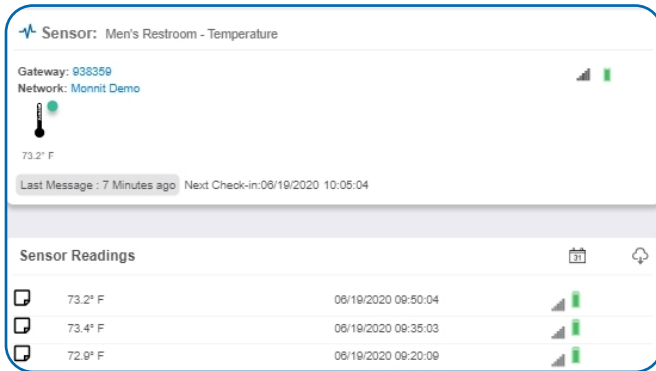 Sensor: Men's Restroom - Temperature
Gateway: 938359
Network: Monnit Demo
73.2° F
Last Message : 7 Minutes ago Next Check-in:06/19/2020 10:05:04
Sensor Readings 31
73.2° F 06/19/2020 09:50:04
73.4° F 06/19/2020 09:35:03
72.9° F 06/19/2020 09:20:09